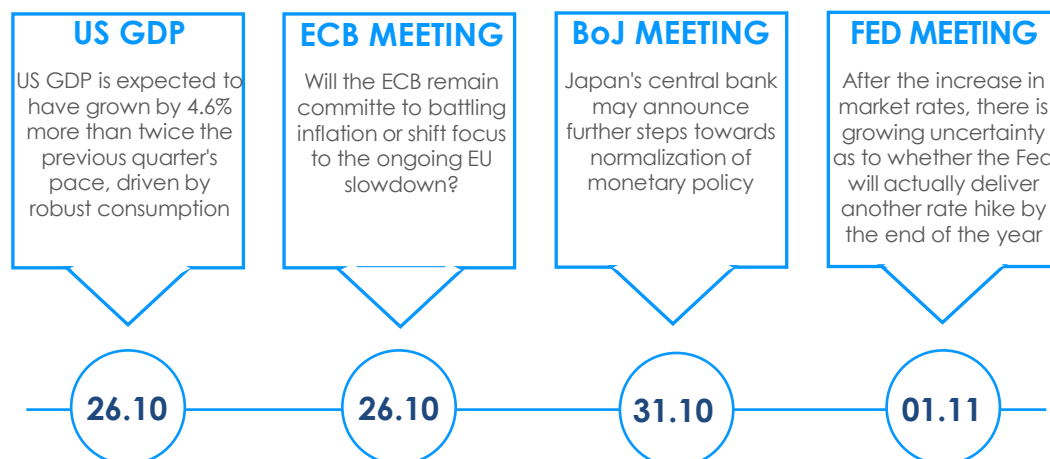 US GDP
US GDP is expected to
have grown by 4.6%
more than twice the
previous quarter's
pace, driven by
robust consumption
ECB MEETING
Will the ECB remain
committe to battling
inflation or shift focus
to the ongoing EU
slowdown?
BoJ MEETING
Japan's central bank
may announce
further steps towards
normalization of
monetary policy
FED MEETING
After the increase in
market rates, there is
growing uncertainty
as to whether the Fed
will actually deliver
another rate hike by
the end of the year
26.10
26.10
31.10
01.11